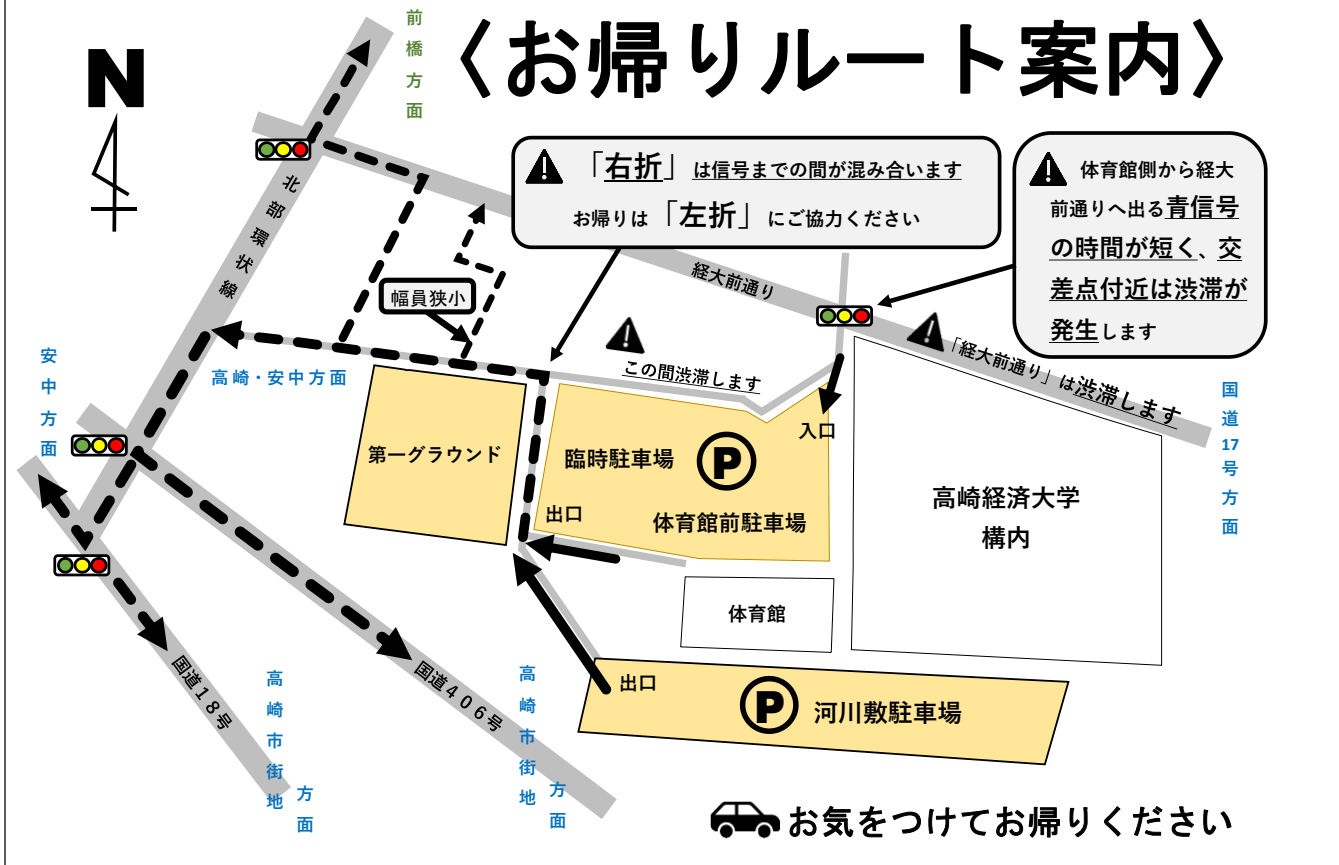 〈お帰りルート案内〉
N
前橋方面
「右折」は信号までの間が混み合います
お帰りは「左折」にご協力ください
体育館側から経大
前通りへ出る青信号
の時間が短く、交
差点付近は渋滞が
発生します
北部環状線
幅員狭小
経大前通り
「経大前通り」は渋滞します
国道17号方面
安中方面
高崎・安中方面
この間渋滞します
入口
第一グラウンド
臨時駐車場
P
体育館前駐車場
出口
高崎経済大学
構内
体育館
出口
P
河川敷駐車場
国道18号
高崎市街地
方面
国道406号
高崎市街地
方面
お気をつけてお帰りください